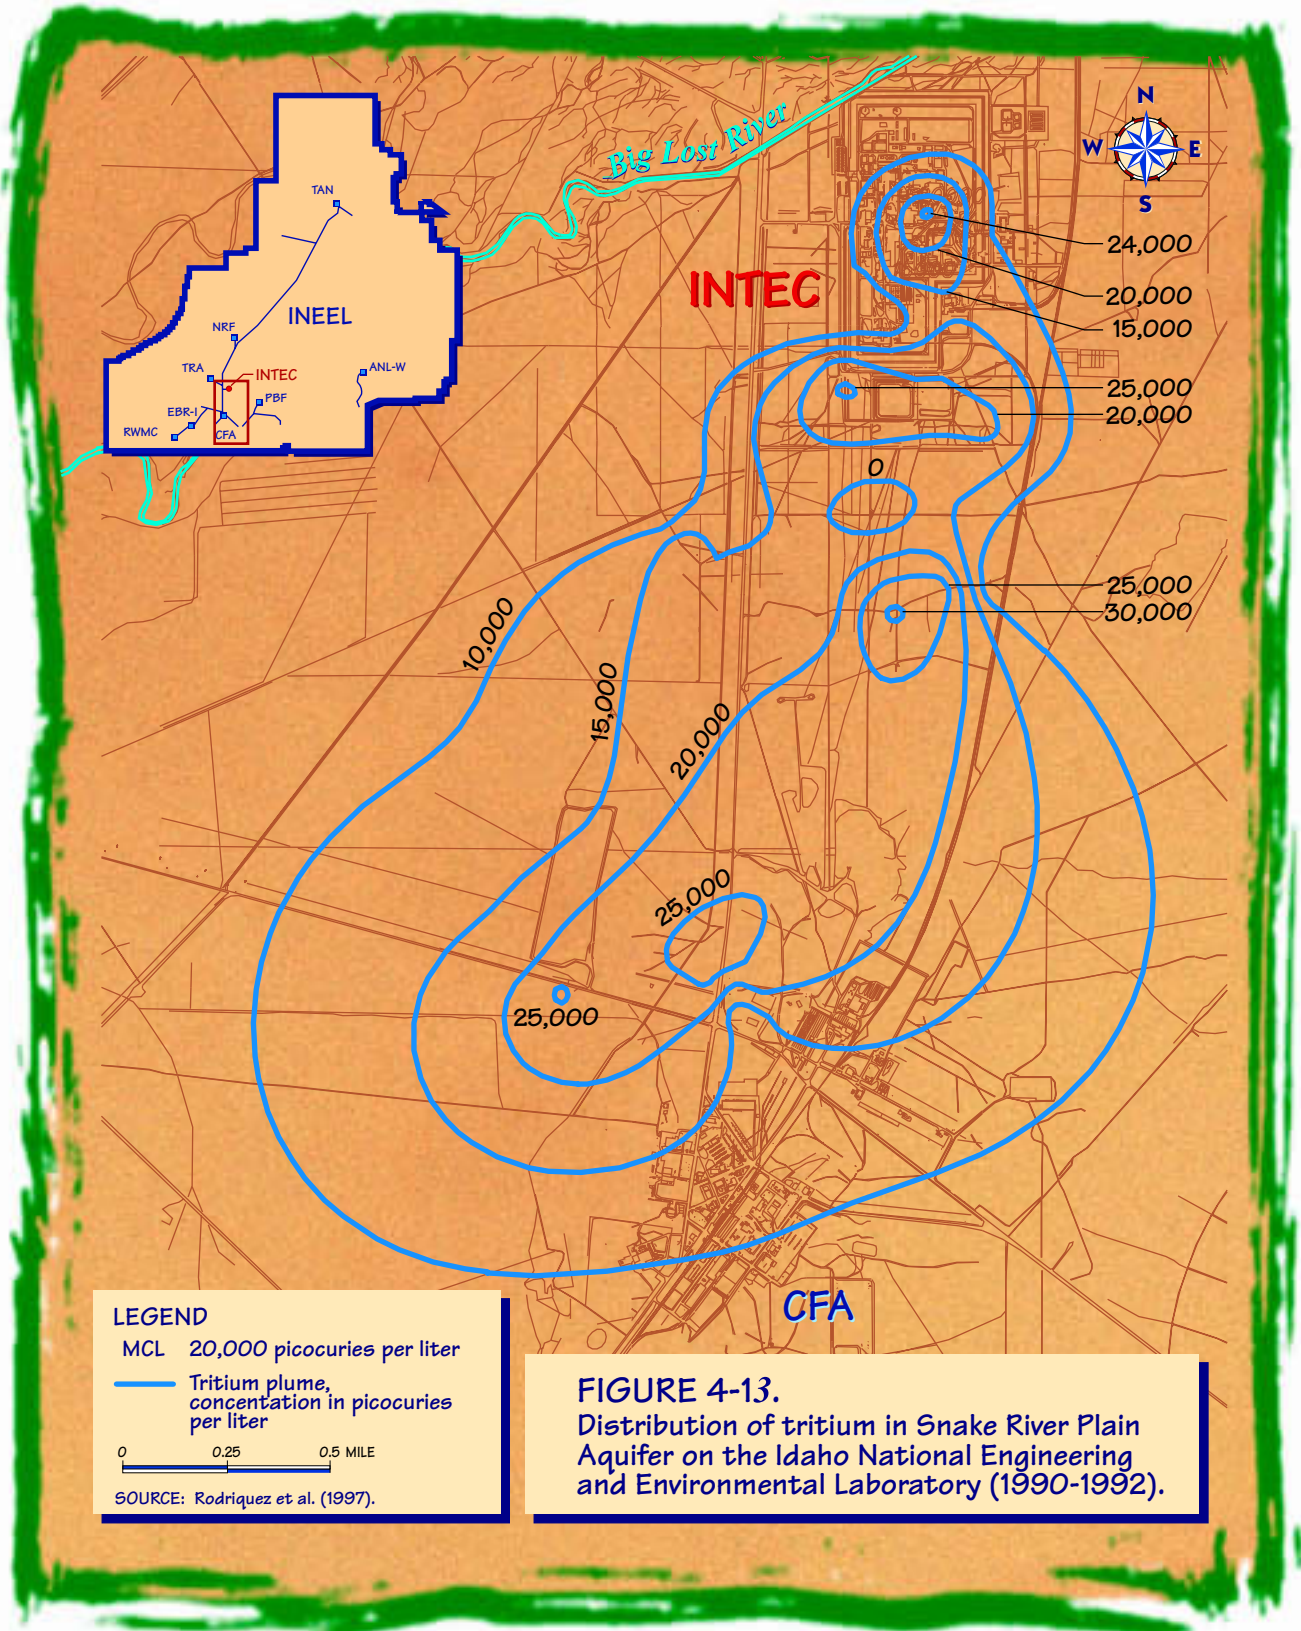 N
W E
S
Big Lost River
TAN
INEEL
NRF
TRA
INTEC
ANL-W
PBF
EBR-I
RWMC
CFA
INTEC
24,000
20,000
15,000
25,000
20,000
0
25,000
30,000
10,000
15,000
20,000
25,000
25,000
CFA
LEGEND
MCL 20,000 picocuries per liter
Tritium plume,
concentation in picocuries
per liter
0 0.25 0.5 MILE
SOURCE: Rodriquez et al. (1997).
FIGURE 4-13.
Distribution of tritium in Snake River Plain
Aquifer on the Idaho National Engineering
and Environmental Laboratory (1990-1992).